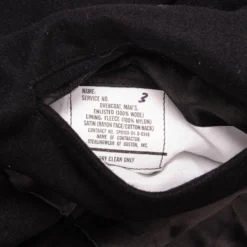 NAME:
SERVICE NO. 3
OVERCOAT, MAN'S,
ENLISTED (100% WOOL)
LINING: FLEECE (100% NYLON)
SATIN (RAYON FACE/COTTON BACK)
CONTRACT NO.
NAME OF CONTRACTOR:
STERLINGWEAR OF BOSTON, INC.
DRY CLEAN ONLY.